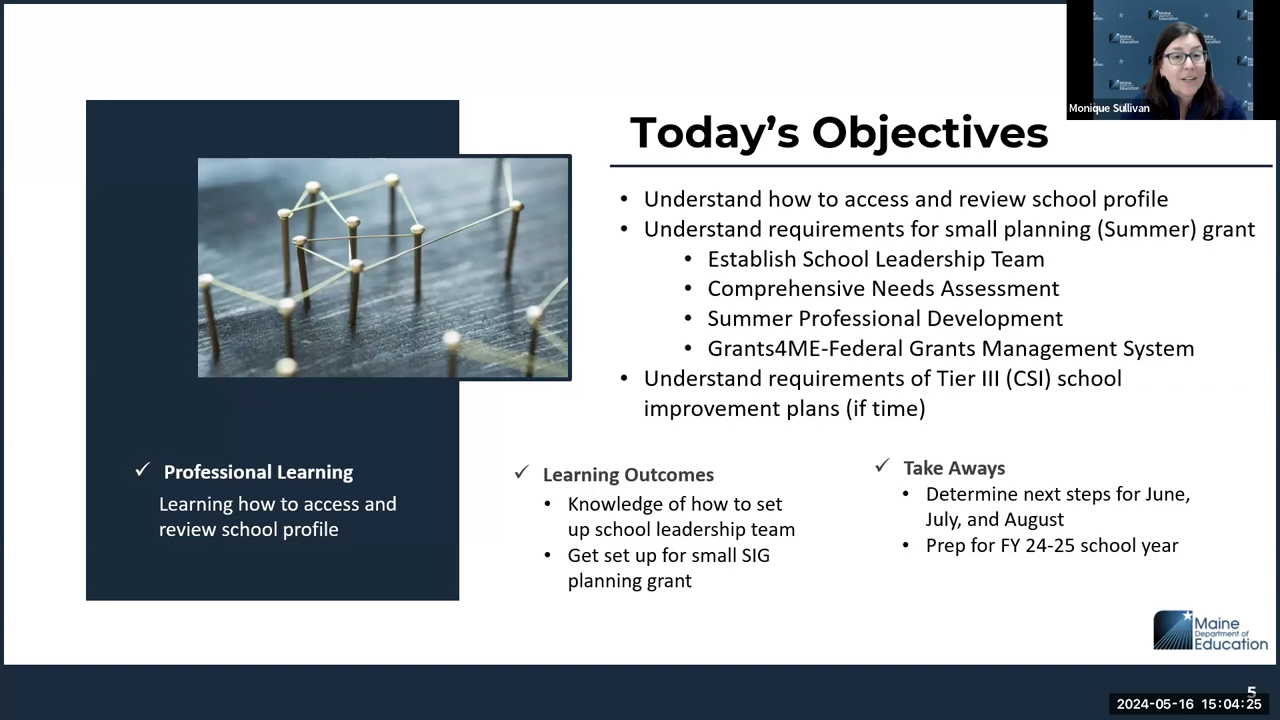 Monique Sullivan
Today's Objectives
• Understand how to access and review school profile
• Understand requirements for small planning (Summer) grant
• Establish School Leadership Team
• Comprehensive Needs Assessment
• Summer Professional Development
• Grants4ME-Federal Grants Management System
• Understand requirements of Tier III (CSI) school
improvement plans (if time)
✓ Professional Learning
Learning how to access and
review school profile
✓ Learning Outcomes
• Knowledge of how to set
up school leadership team
• Get set up for small SIG
planning grant
✓ Take Aways
• Determine next steps for June,
July, and August
• Prep for FY 24-25 school year
Maine
Department of
Education
5
2024-05-16 15:04:25